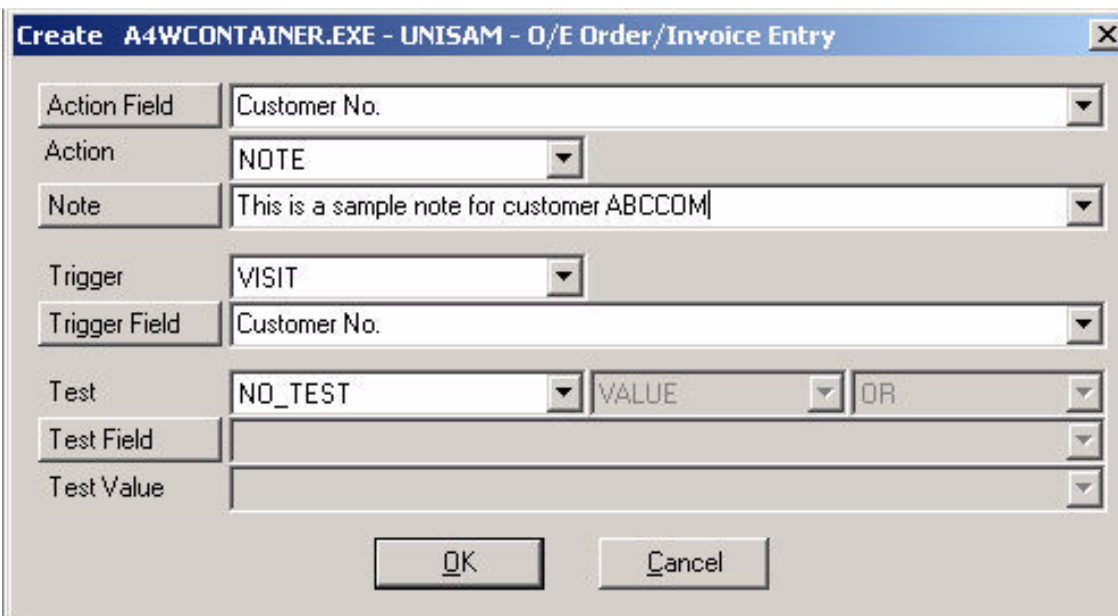 Create A4WCONTAINER.EXE - UNISAM - O/E Order/Invoice Entry
Action Field Customer No.
Action NOTE
Note This is a sample note for customer ABCCOM
Trigger VISIT
Trigger Field Customer No.
Test NO_TEST VALUE OR
Test Field
Test Value
OK Cancel